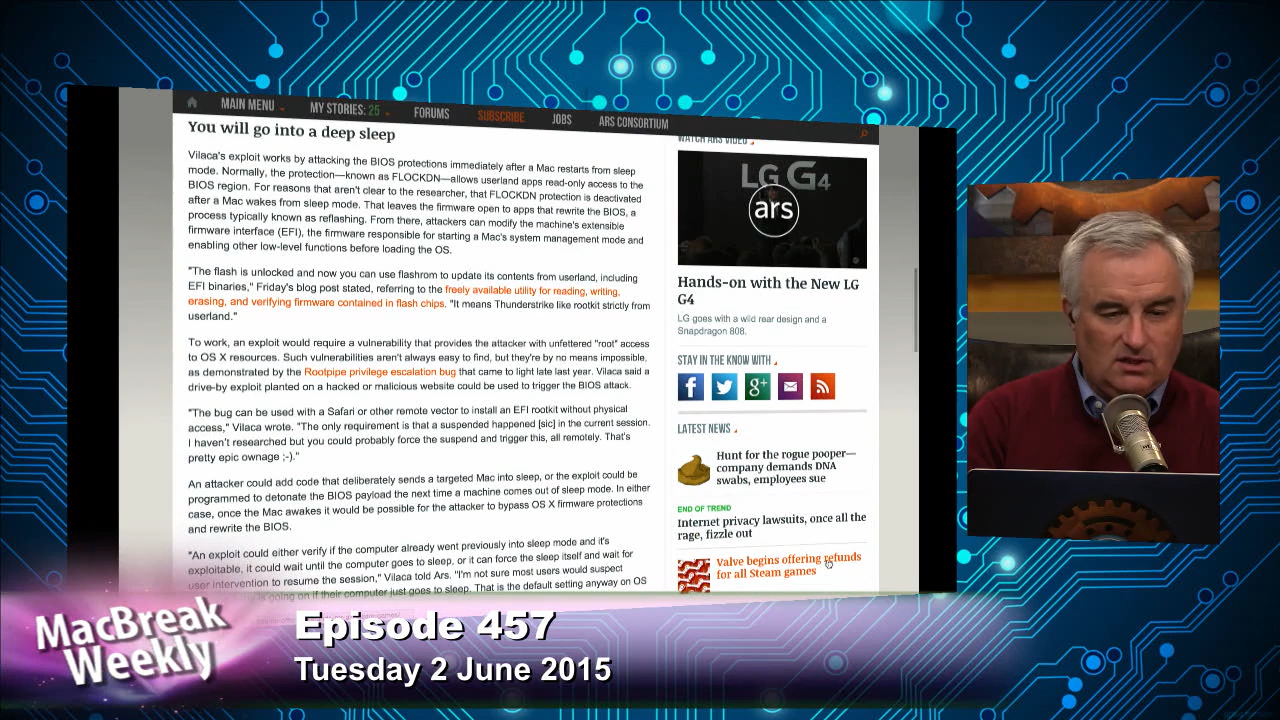 MAIN MENU
MY STORIES: 25
FORUMS
SUBSCRIBE
JOBS
ARS CONSORTIUM
You will go into a deep sleep
Vilaca's exploit works by attacking the BIOS protections immediately after a Mac restarts from sleep
mode. Normally, the protection—known as FLOCKDN—allows userland apps read-only access to the
BIOS region. For reasons that aren't clear to the researcher, that FLOCKDN protection is deactivated
after a Mac wakes from sleep mode. That leaves the firmware open to apps that rewrite the BIOS, a
process typically known as reflashing. From there, attackers can modify the machine's extensible
firmware interface (EFI), the firmware responsible for starting a Mac's system management mode and
enabling other low-level functions before loading the OS.
"The flash is unlocked and now you can use flashrom to update its contents from userland, including
EFI binaries," Friday's blog post stated, referring to the freely available utility for reading, writing,
erasing, and verifying firmware contained in flash chips. "It means Thunderstrike like rootkit strictly from
userland."
To work, an exploit would require a vulnerability that provides the attacker with unfettered "root" access
to OS X resources. Such vulnerabilities aren't always easy to find, but they're by no means impossible,
as demonstrated by the Rootpipe privilege escalation bug that came to light late last year. Vilaca said a
drive-by exploit planted on a hacked or malicious website could be used to trigger the BIOS attack.
"The bug can be used with a Safari or other remote vector to install an EFI rootkit without physical
access," Vilaca wrote. "The only requirement is that a suspended happened [sic] in the current session.
I haven't researched but you could probably force the suspend and trigger this, all remotely. That's
pretty epic ownage ;-)."
An attacker could add code that deliberately sends a targeted Mac into sleep, or the exploit could be
programmed to detonate the BIOS payload the next time a machine comes out of sleep mode. In either
case, once the Mac awakes it would be possible for the attacker to bypass OS X firmware protections
and rewrite the BIOS.
"An exploit could either verify if the computer already went previously into sleep mode and it's
exploitable, it could wait until the computer goes to sleep, or it can force the sleep itself and wait for
user intervention to resume the session," Vilaca told Ars. "I'm not sure most users would suspect
is going on if their computer just goes to sleep. That is the default setting anyway on OS
WATCH ARS VIDEO
LG G4
ars
Hands-on with the New LG
G4
LG goes with a wild rear design and a
Snapdragon 808.
STAY IN THE KNOW WITH
f
g+
LATEST NEWS
Hunt for the rogue pooper—
company demands DNA
swabs, employees sue
END OF TREND
Internet privacy lawsuits, once all the
rage, fizzle out
Valve begins offering refunds
for all Steam games
MacBreak
Weekly
Episode 457
Tuesday 2 June 2015